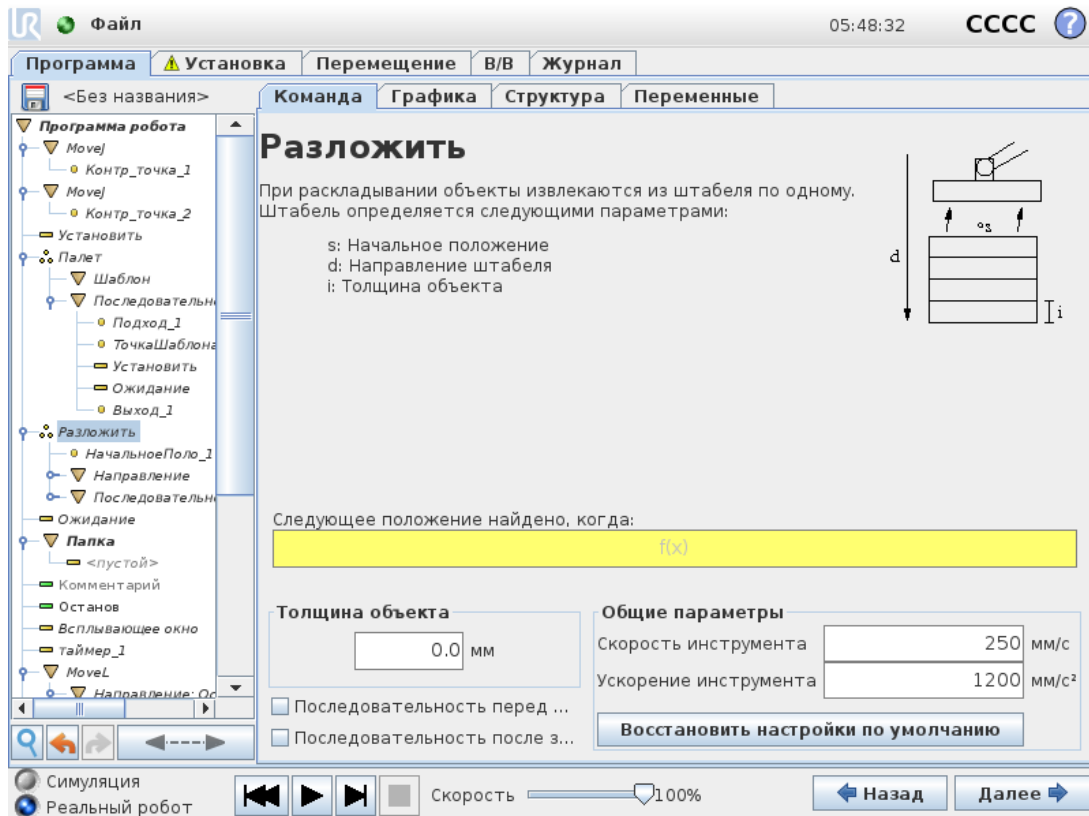 UR Файл 05:48:32 CCCC ?
Программа Установка Перемещение В/В Журнал
<Без названия> Команда Графика Структура Переменные
Программа робота
MoveJ
Контр_точка_1
MoveJ
Контр_точка_2
Установить
Палет
Шаблон
Последовательн
Подход_1
ТочкаШаблона
Установить
Ожидание
Выход_1
Разложить
НачальноеПоло_1
Направление
Последовательн
Ожидание
Папка
<пустой>
Комментарий
Останов
Всплывающее окно
таймер_1
MoveL
Направление: Ос
Разложить
При раскладывании объекты извлекаются из штабеля по одному.
Штабель определяется следующими параметрами:
s: Начальное положение
d: Направление штабеля
i: Толщина объекта
s
d
i
Следующее положение найдено, когда:
f(x)
Толщина объекта
0.0 мм
Последовательность перед ...
Последовательность после з...
Общие параметры
Скорость инструмента 250 мм/с
Ускорение инструмента 1200 мм/с²
Восстановить настройки по умолчанию
Симуляция
Реальный робот
Скорость 100%
Назад Далее